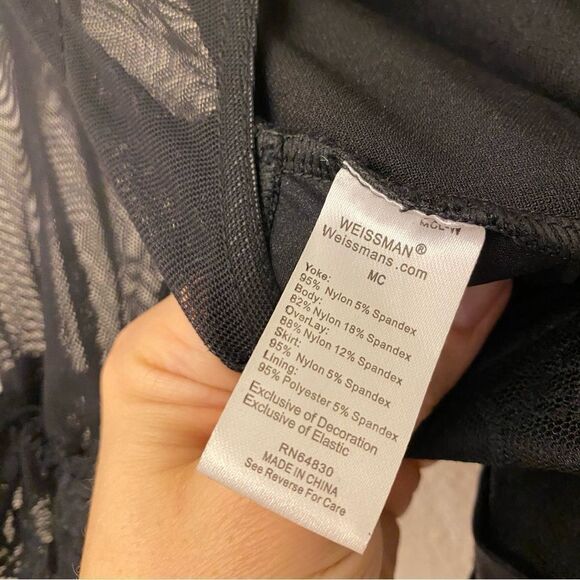 WEISSMAN®
Weissmans.com
MC
Yoke:
95% Nylon 5% Spandex
Body:
82% Nylon 18% Spandex
OverLay:
88% Nylon 12% Spandex
Skirt:
95% Nylon 5% Spandex
Lining:
95% Polyester 5% Spandex
Exclusive of Decoration
Exclusive of Elastic
RN64830
MADE IN CHINA
See Reverse For Care